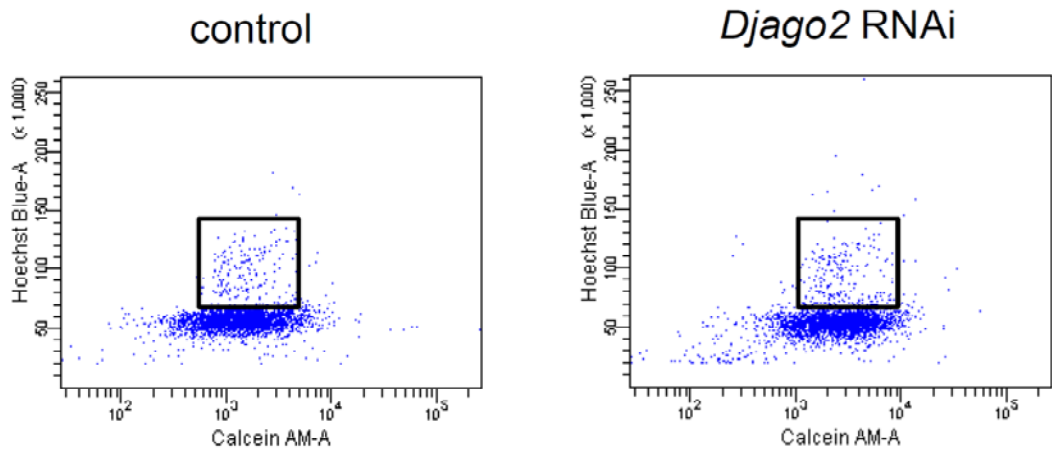 control
Djago2 RNAi
Hoechst Blue-A (x 1,000)
50 100 150 200 250
10² 10³ 10⁴ 10⁵
Calcein AM-A
Hoechst Blue-A (x 1,000)
50 100 150 200 250
10² 10³ 10⁴ 10⁵
Calcein AM-A